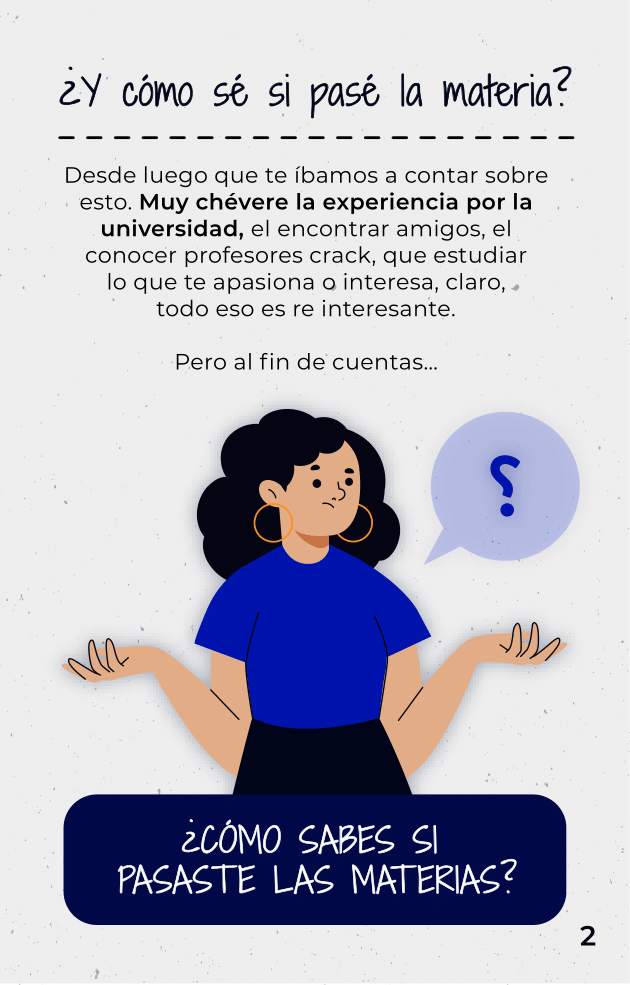 ¿Y cómo sé si pasé la materia?
Desde luego que te íbamos a contar sobre
esto. Muy chévere la experiencia por la
universidad, el encontrar amigos, el
conocer profesores crack, que estudiar
lo que te apasiona o interesa, claro,
todo eso es re interesante.
Pero al fin de cuentas...
?
¿CÓMO SABES SI
PASASTE LAS MATERIAS?
2